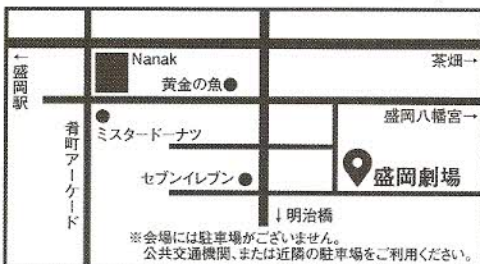 ←盛岡駅
Nanak
茶畑→
黄金の魚
盛岡八幡宮→
肴町アーケード
ミスタードーナツ
セブンイレブン
盛岡劇場
↓明治橋
※会場には駐車場がございません。
公共交通機関、または近隣の駐車場をご利用ください。